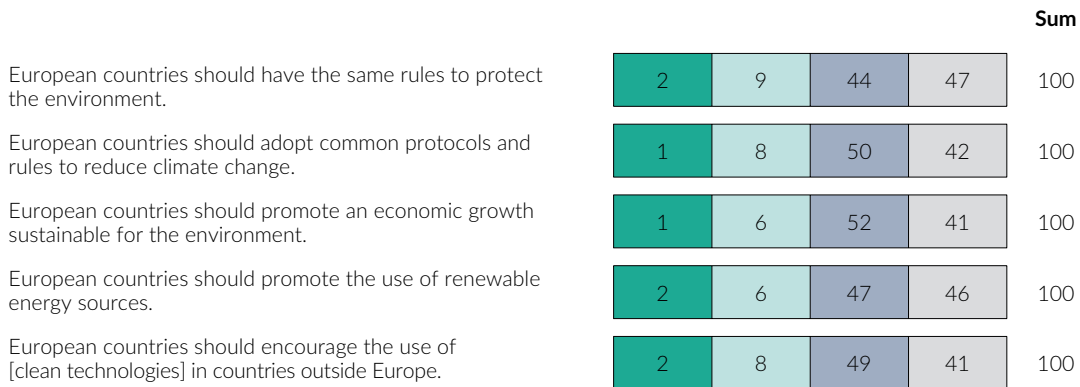 Sum
European countries should have the same rules to protect
the environment.
2 9 44 47 100
European countries should adopt common protocols and
rules to reduce climate change.
1 8 50 42 100
European countries should promote an economic growth
sustainable for the environment.
1 6 52 41 100
European countries should promote the use of renewable
energy sources.
2 6 47 46 100
European countries should encourage the use of
[clean technologies] in countries outside Europe.
2 8 49 41 100